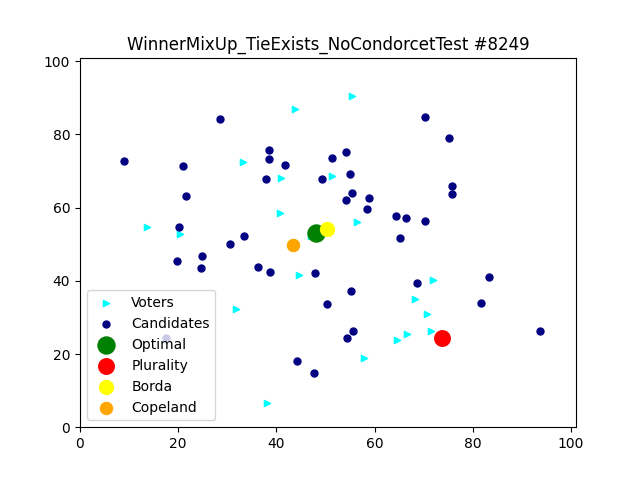 WinnerMixUp_TieExists_NoCondorcetTest #8249
100
80
60
40
20
0
Voters
Candidates
Optimal
Plurality
Borda
Copeland
0 20 40 60 80 100